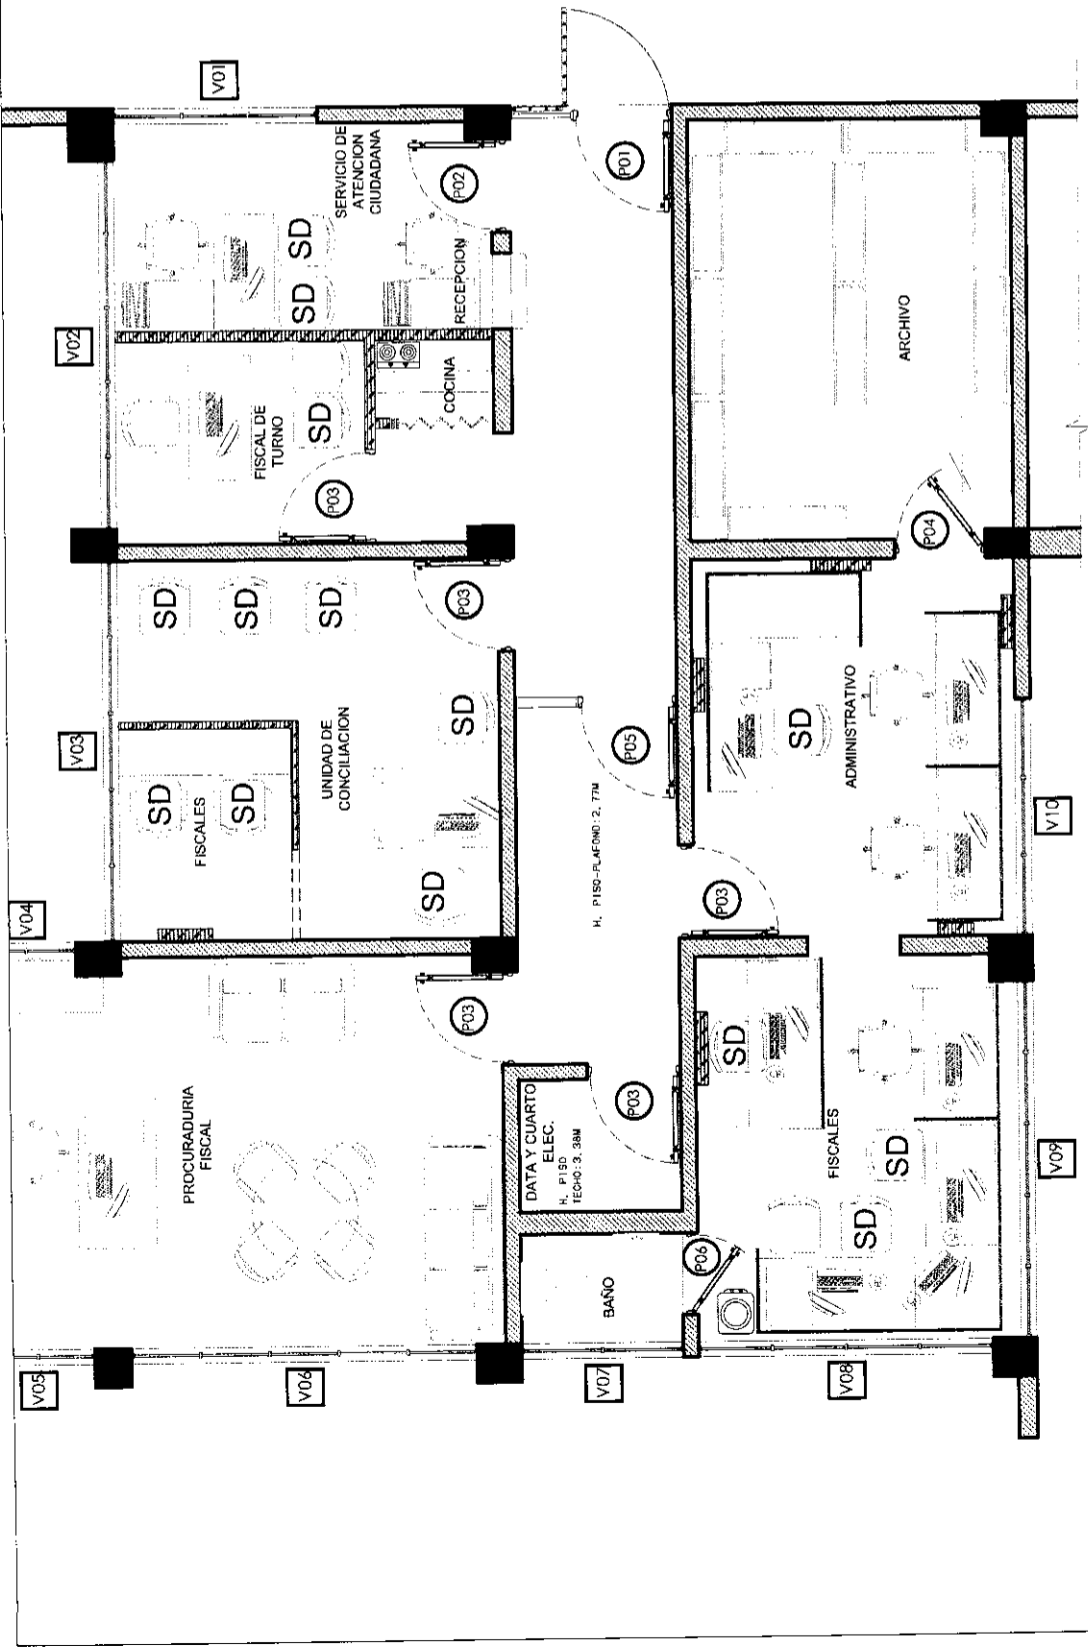 V05
V06
V07
V08
V09
V04
V03
V02
V01
V10
PROCURADURIA
FISCAL
P03
DATA Y CUARTO
ELEC.
H. PISO
TECHO: 3.38M
P03
BAÑO
P06
FISCALES
SD
SD
SD
FISCALES
SD
SD
UNIDAD DE
CONCILIACION
SD
SD
SD
SD
SD
P03
H. PISO-PLAFOND: 2.77M
P05
P03
ADMINISTRATIVO
SD
FISCAL DE
TURNO
SD
P03
COCINA
RECEPCION
SERVICIO DE
ATENCION
CIUDADANA
SD
SD
P02
P01
ARCHIVO
P04